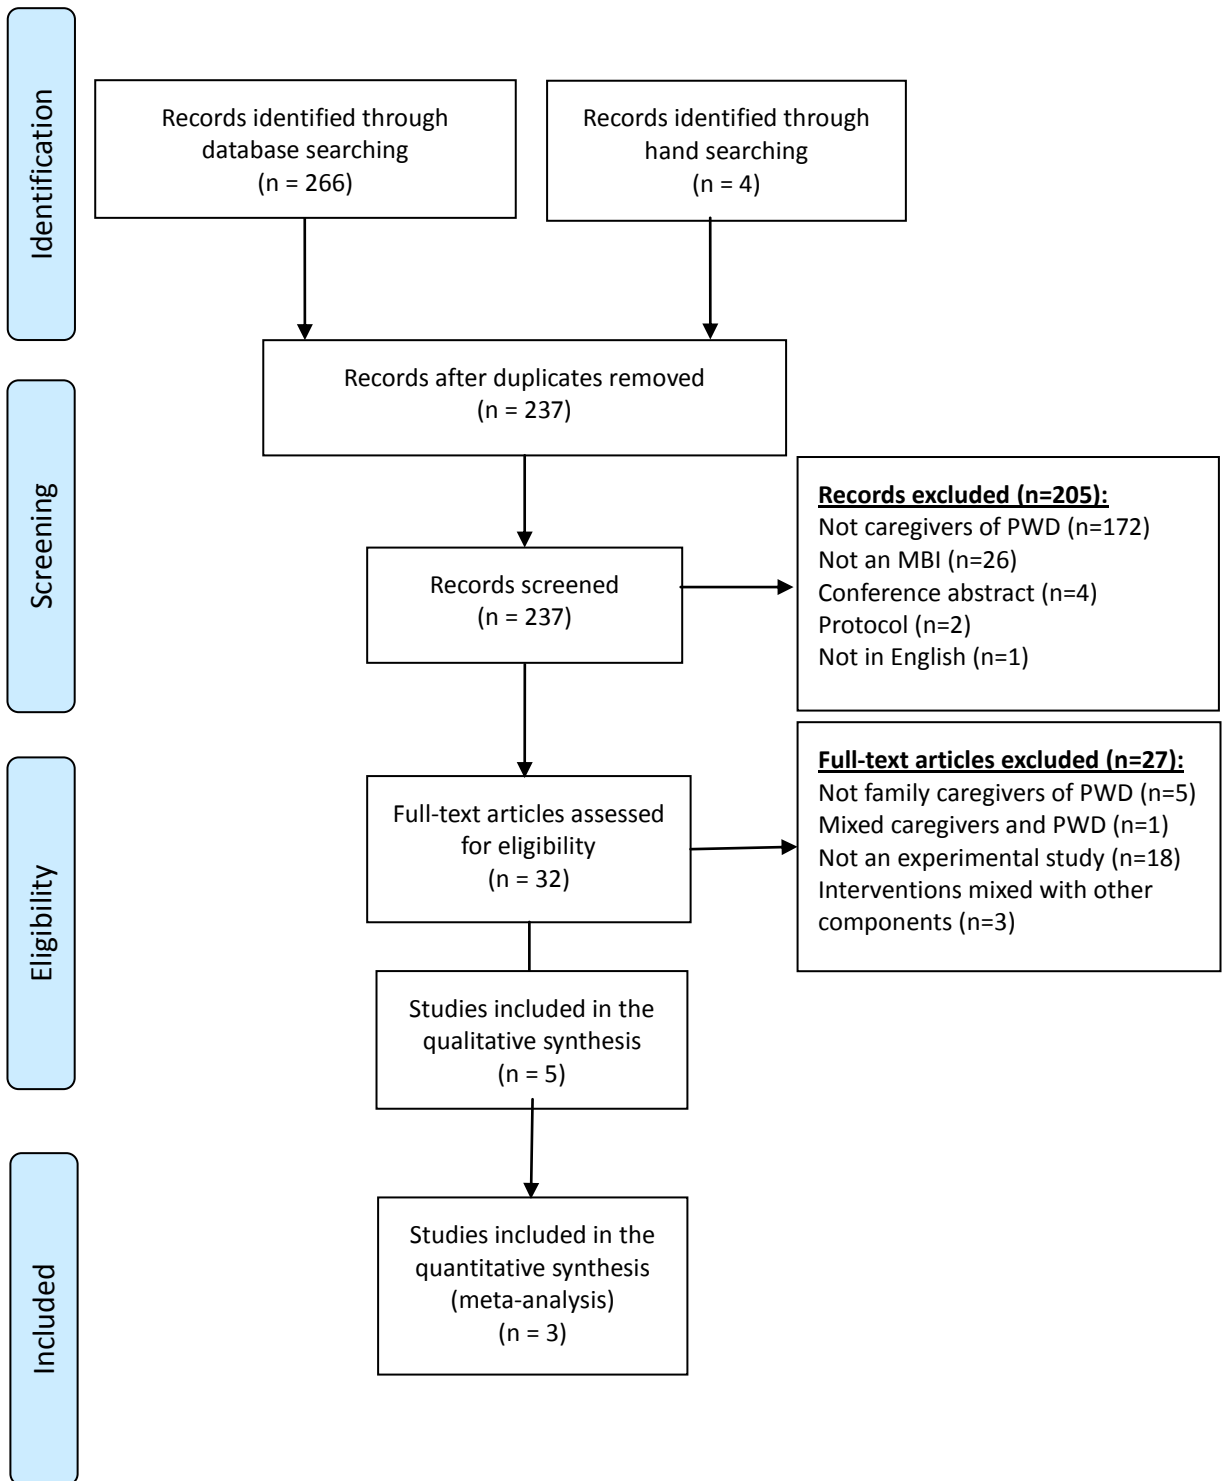 Identification
Records identified through
database searching
(n = 266)
Records identified through
hand searching
(n = 4)
Records after duplicates removed
(n = 237)
Screening
Records screened
(n = 237)
Records excluded (n=205):
Not caregivers of PWD (n=172)
Not an MBI (n=26)
Conference abstract (n=4)
Protocol (n=2)
Not in English (n=1)
Eligibility
Full-text articles assessed
for eligibility
(n = 32)
Full-text articles excluded (n=27):
Not family caregivers of PWD (n=5)
Mixed caregivers and PWD (n=1)
Not an experimental study (n=18)
Interventions mixed with other
components (n=3)
Studies included in the
qualitative synthesis
(n = 5)
Included
Studies included in the
quantitative synthesis
(meta-analysis)
(n = 3)